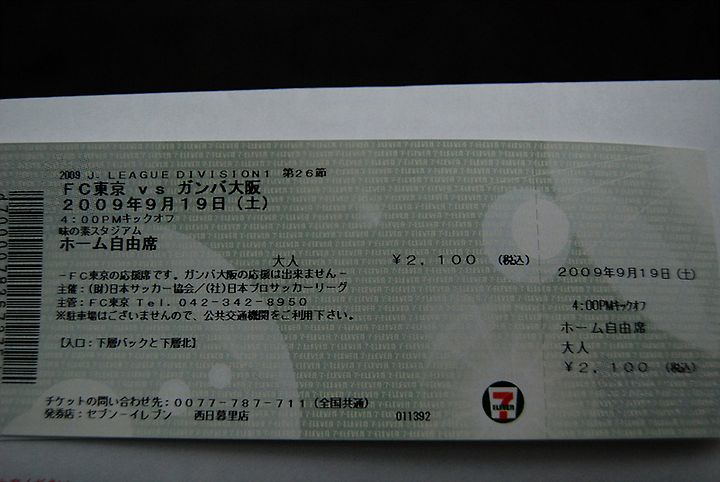 2009 J. LEAGUE DIVISION1 第26節
FC東京 vs ガンバ大阪
2009年9月19日(土)
4:00PMキックオフ
味の素スタジアム
ホーム自由席
大人 ¥2,100 (税込)
-FC東京の応援席です。ガンバ大阪の応援は出来ません-
主催:(財)日本サッカー協会/(社)日本プロサッカーリーグ
主管:FC東京 Tel. 042-342-8950
※駐車場はございませんので、公共交通機関をご利用下さい。
【入口:下層バックと下層北】
チケットの問い合わせ先:0077-787-711(全国共通)
発券店:セブン-イレブン 西日暮里店 011392
7
ELEVEN
2009年9月19日(土)
4:00PMキックオフ
ホーム自由席
大人
¥2,100 (税込)